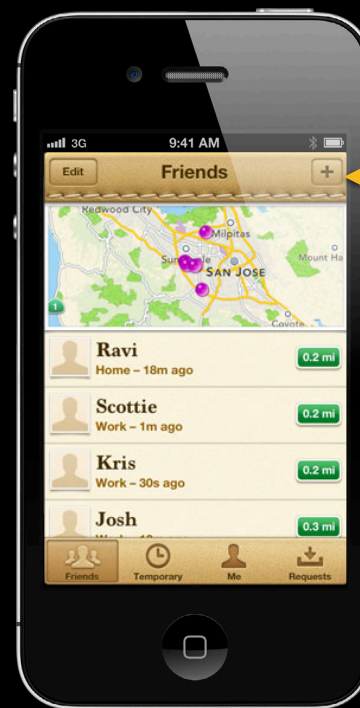 3G 9:41 AM
Edit Friends +
Redwood City
Milpitas
SAN JOSE
Mount Ha
1
Coyote
Ravi
Home – 18m ago
0.2 mi
Scottie
Work – 1m ago
0.2 mi
Kris
Work – 30s ago
0.2 mi
Josh
0.3 mi
Friends Temporary Me Requests